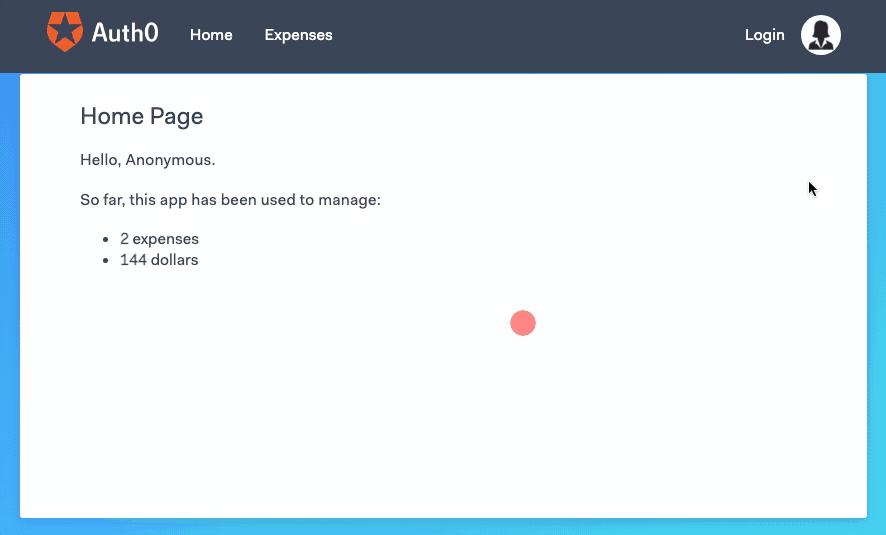 Auth0 Home Expenses Login
Home Page
Hello, Anonymous.
So far, this app has been used to manage:
2 expenses
144 dollars